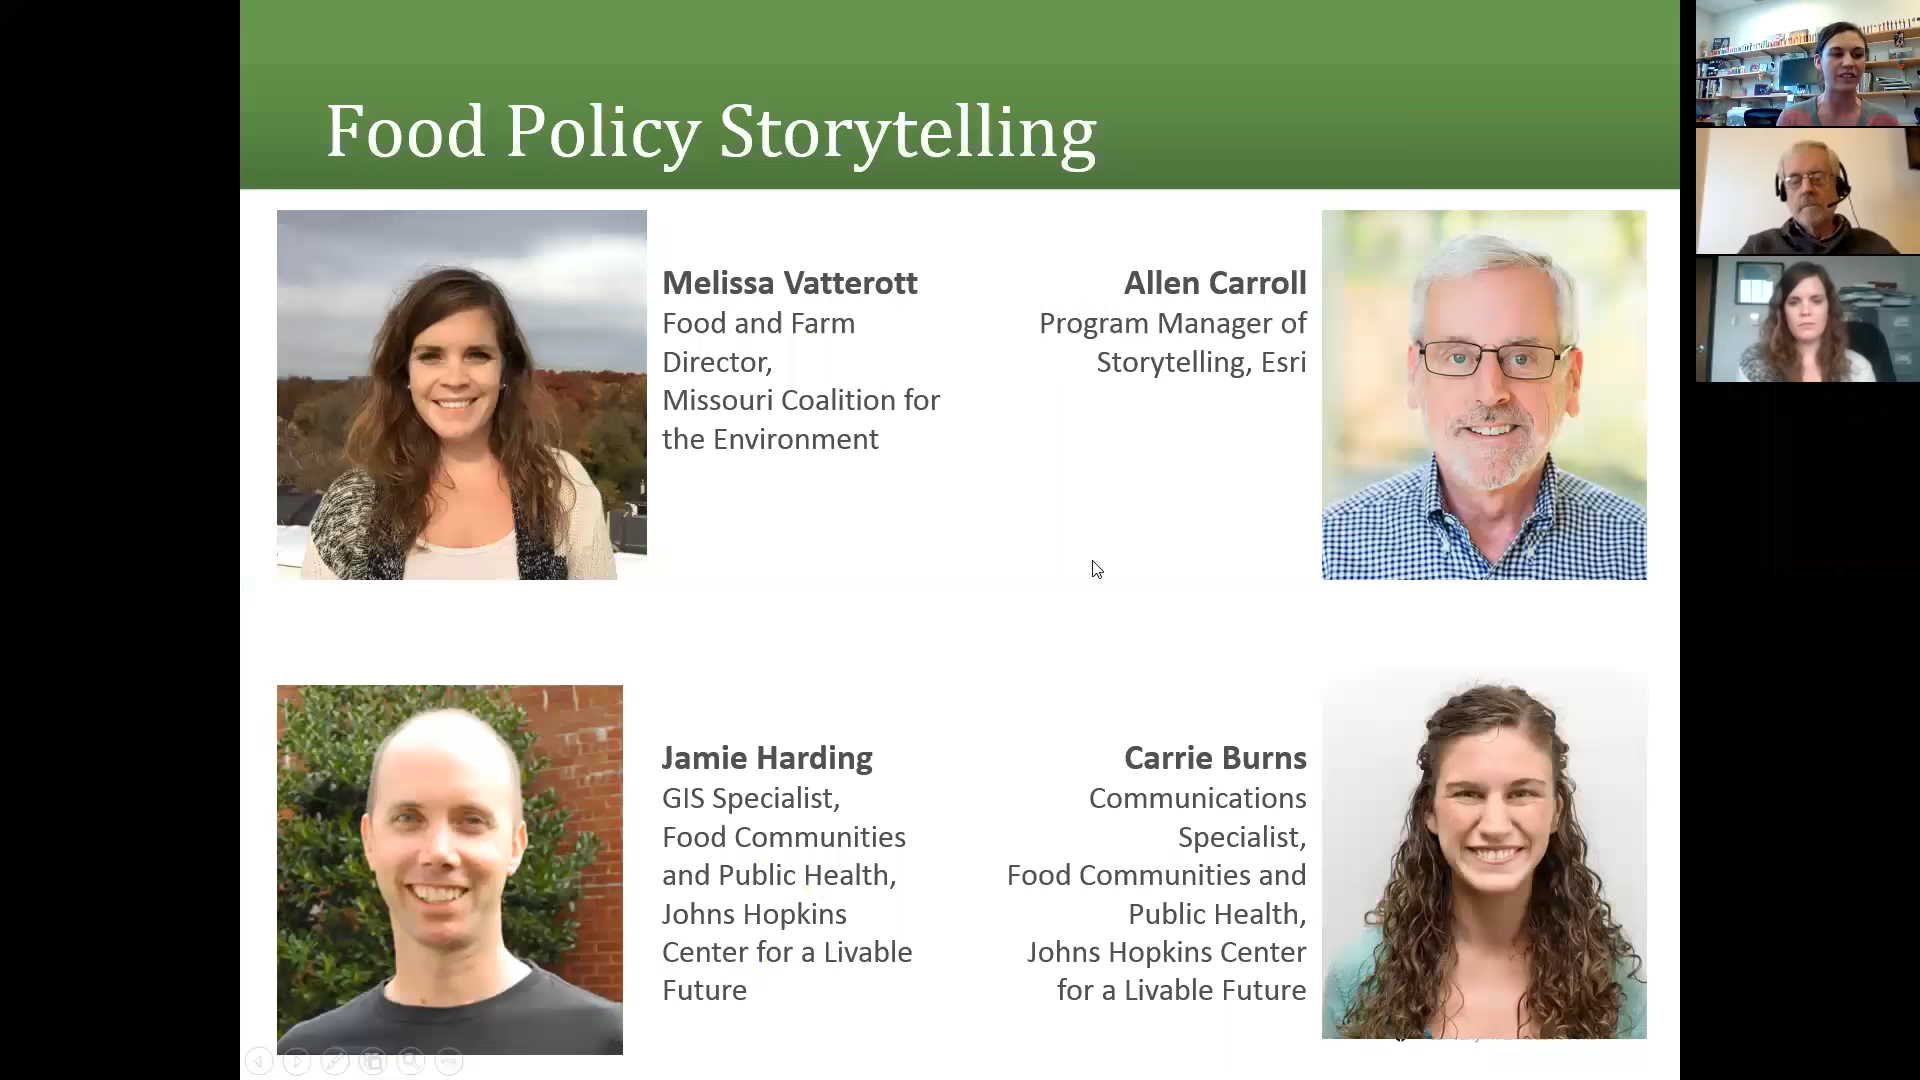 Food Policy Storytelling
Melissa Vatterott
Food and Farm
Director,
Missouri Coalition for
the Environment
Allen Carroll
Program Manager of
Storytelling, Esri
Jamie Harding
GIS Specialist,
Food Communities
and Public Health,
Johns Hopkins
Center for a Livable
Future
Carrie Burns
Communications
Specialist,
Food Communities and
Public Health,
Johns Hopkins Center
for a Livable Future